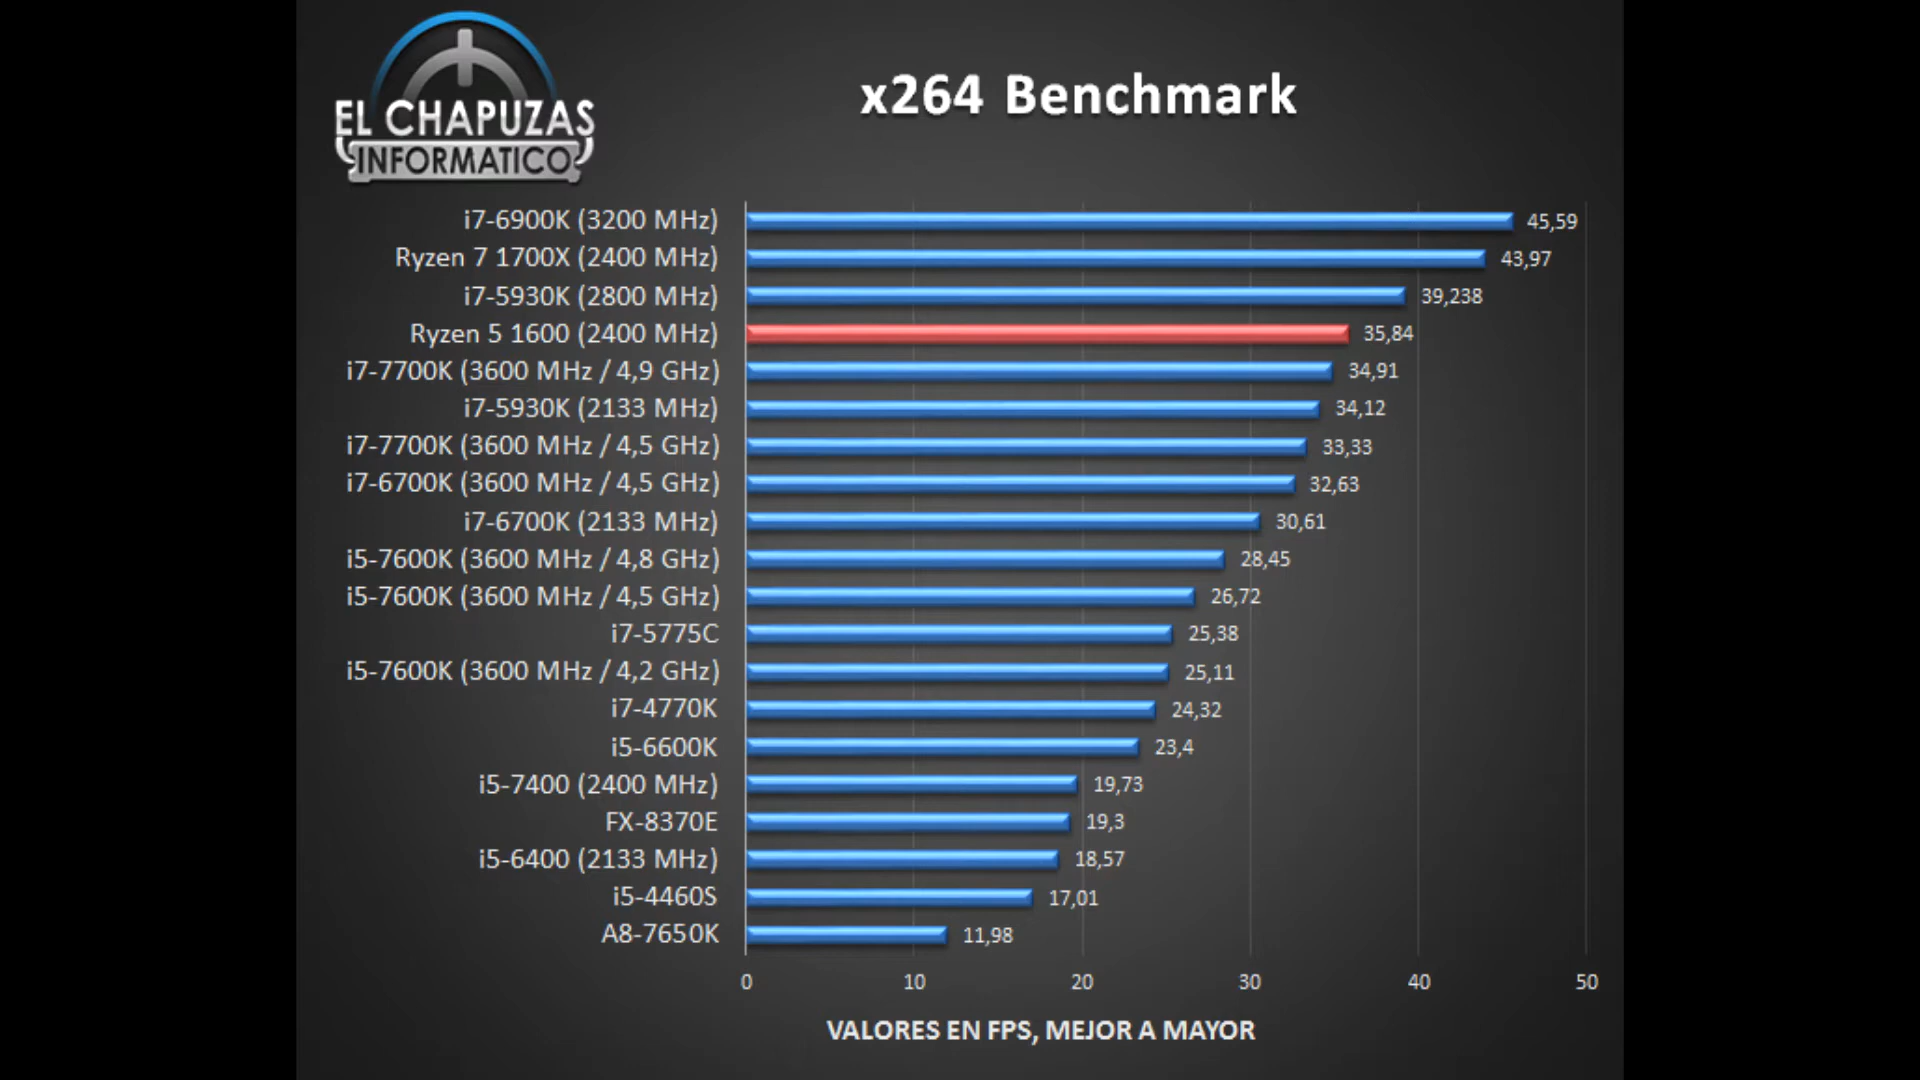 EL CHAPUZAS
INFORMATICO
x264 Benchmark
i7-6900K (3200 MHz) 45,59
Ryzen 7 1700X (2400 MHz) 43,97
i7-5930K (2800 MHz) 39,238
Ryzen 5 1600 (2400 MHz) 35,84
i7-7700K (3600 MHz / 4,9 GHz) 34,91
i7-5930K (2133 MHz) 34,12
i7-7700K (3600 MHz / 4,5 GHz) 33,33
i7-6700K (3600 MHz / 4,5 GHz) 32,63
i7-6700K (2133 MHz) 30,61
i5-7600K (3600 MHz / 4,8 GHz) 28,45
i5-7600K (3600 MHz / 4,5 GHz) 26,72
i7-5775C 25,38
i5-7600K (3600 MHz / 4,2 GHz) 25,11
i7-4770K 24,32
i5-6600K 23,4
i5-7400 (2400 MHz) 19,73
FX-8370E 19,3
i5-6400 (2133 MHz) 18,57
i5-4460S 17,01
A8-7650K 11,98
0 10 20 30 40 50
VALORES EN FPS, MEJOR A MAYOR